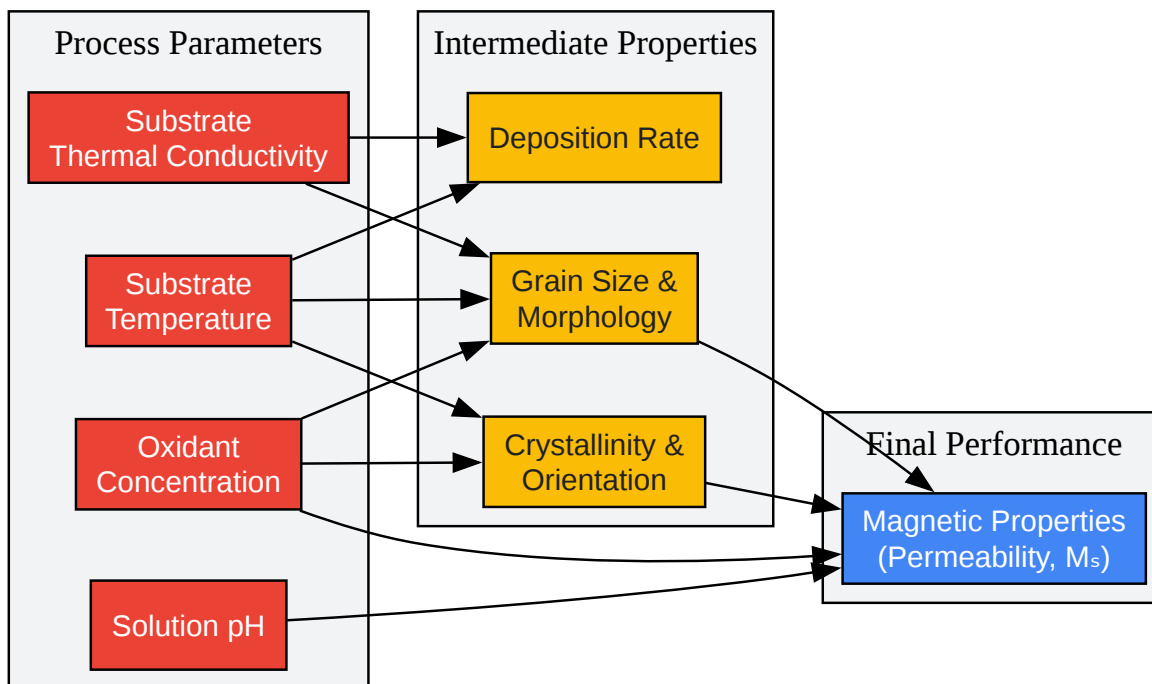 Process Parameters
Substrate
Thermal Conductivity
Substrate
Temperature
Oxidant
Concentration
Solution pH
Intermediate Properties
Deposition Rate
Grain Size &
Morphology
Crystallinity &
Orientation
Final Performance
Magnetic Properties
(Permeability, Mₛ)